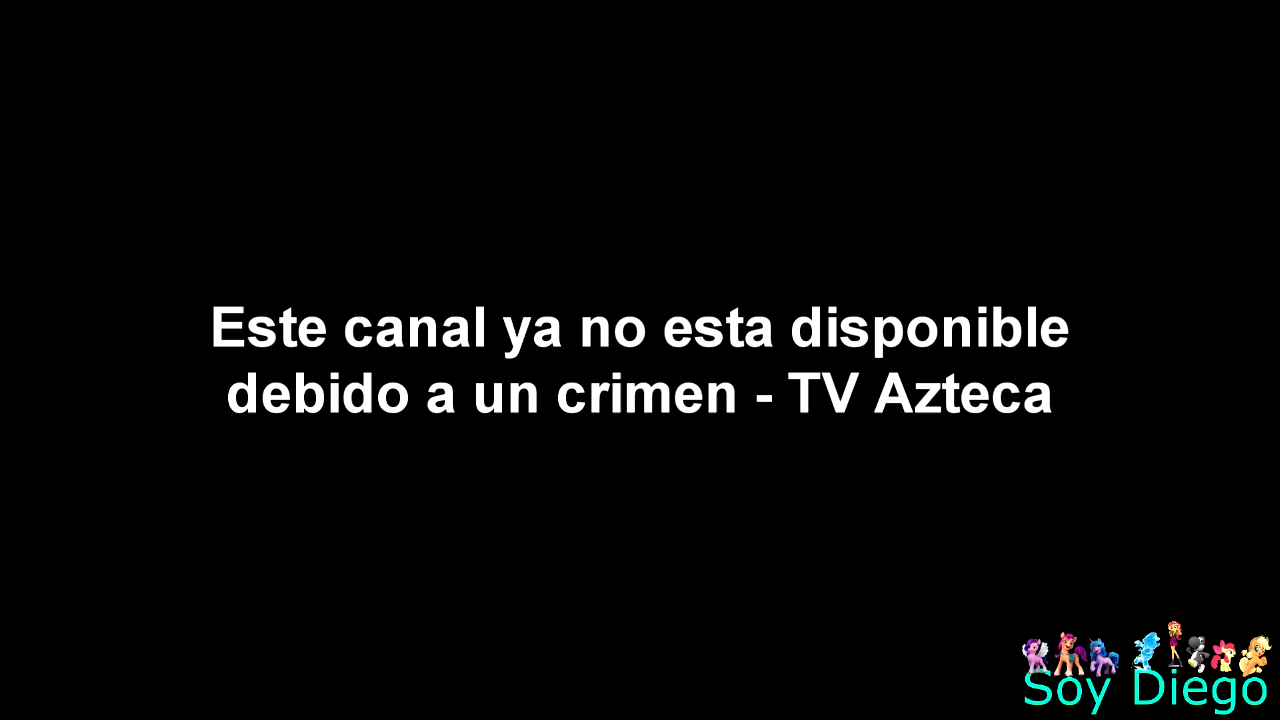 Este canal ya no esta disponible
debido a un crimen - TV Azteca
Soy Diego